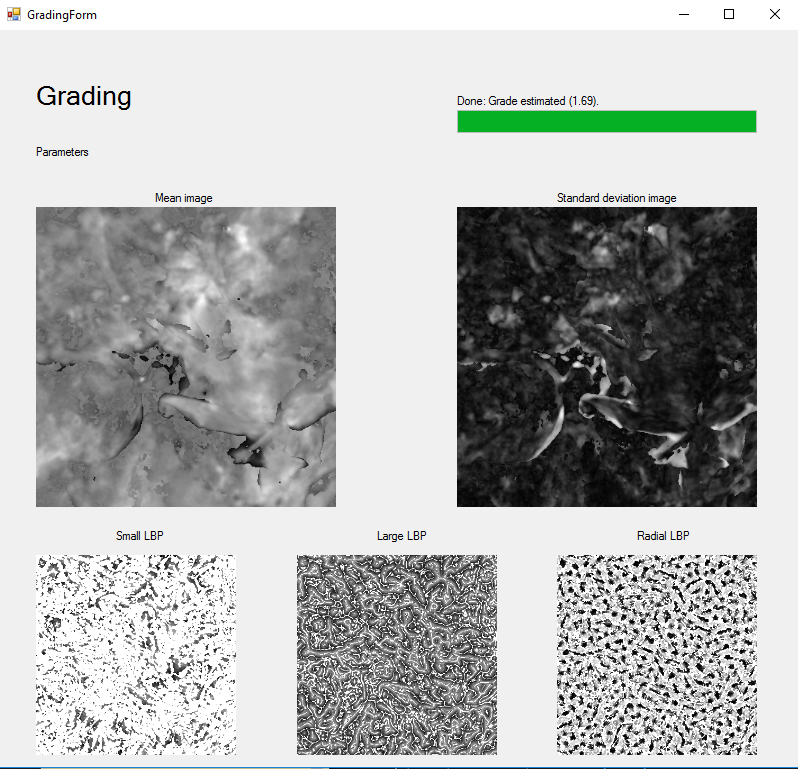 GradingForm
Grading
Done: Grade estimated (1.69).
Parameters
Mean image
Standard deviation image
Small LBP
Large LBP
Radial LBP